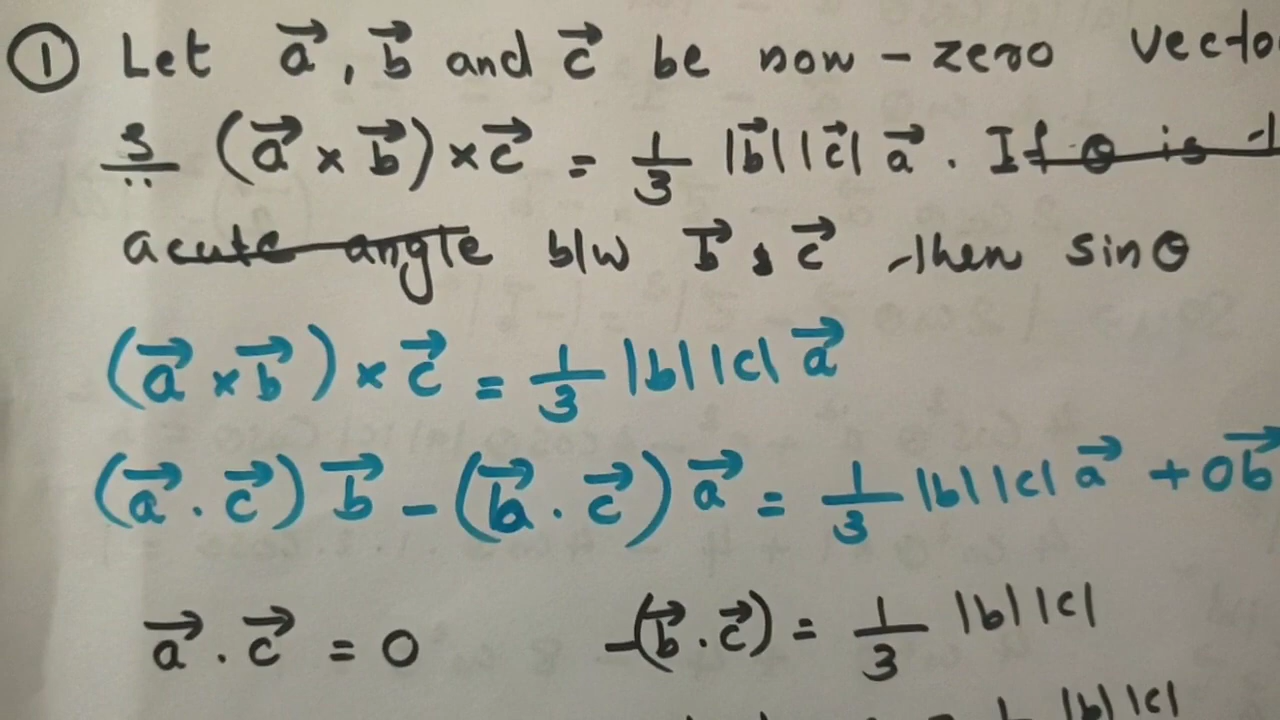 ① Let a⃗, b⃗ and c⃗ be non-zero vecto
(a⃗ × b⃗) × c⃗ = 1/3 |b⃗| |c⃗| a⃗. If θ is
acute angle b/w b⃗ & c⃗ then sinθ
(a⃗ × b⃗) × c⃗ = 1/3 |b| |c| a⃗
(a⃗ . c⃗) b⃗ - (b⃗ . c⃗) a⃗ = 1/3 |b| |c| a⃗ + 0b⃗
a⃗ . c⃗ = 0 -(b⃗ . c⃗) = 1/3 |b| |c|
|b| |c|